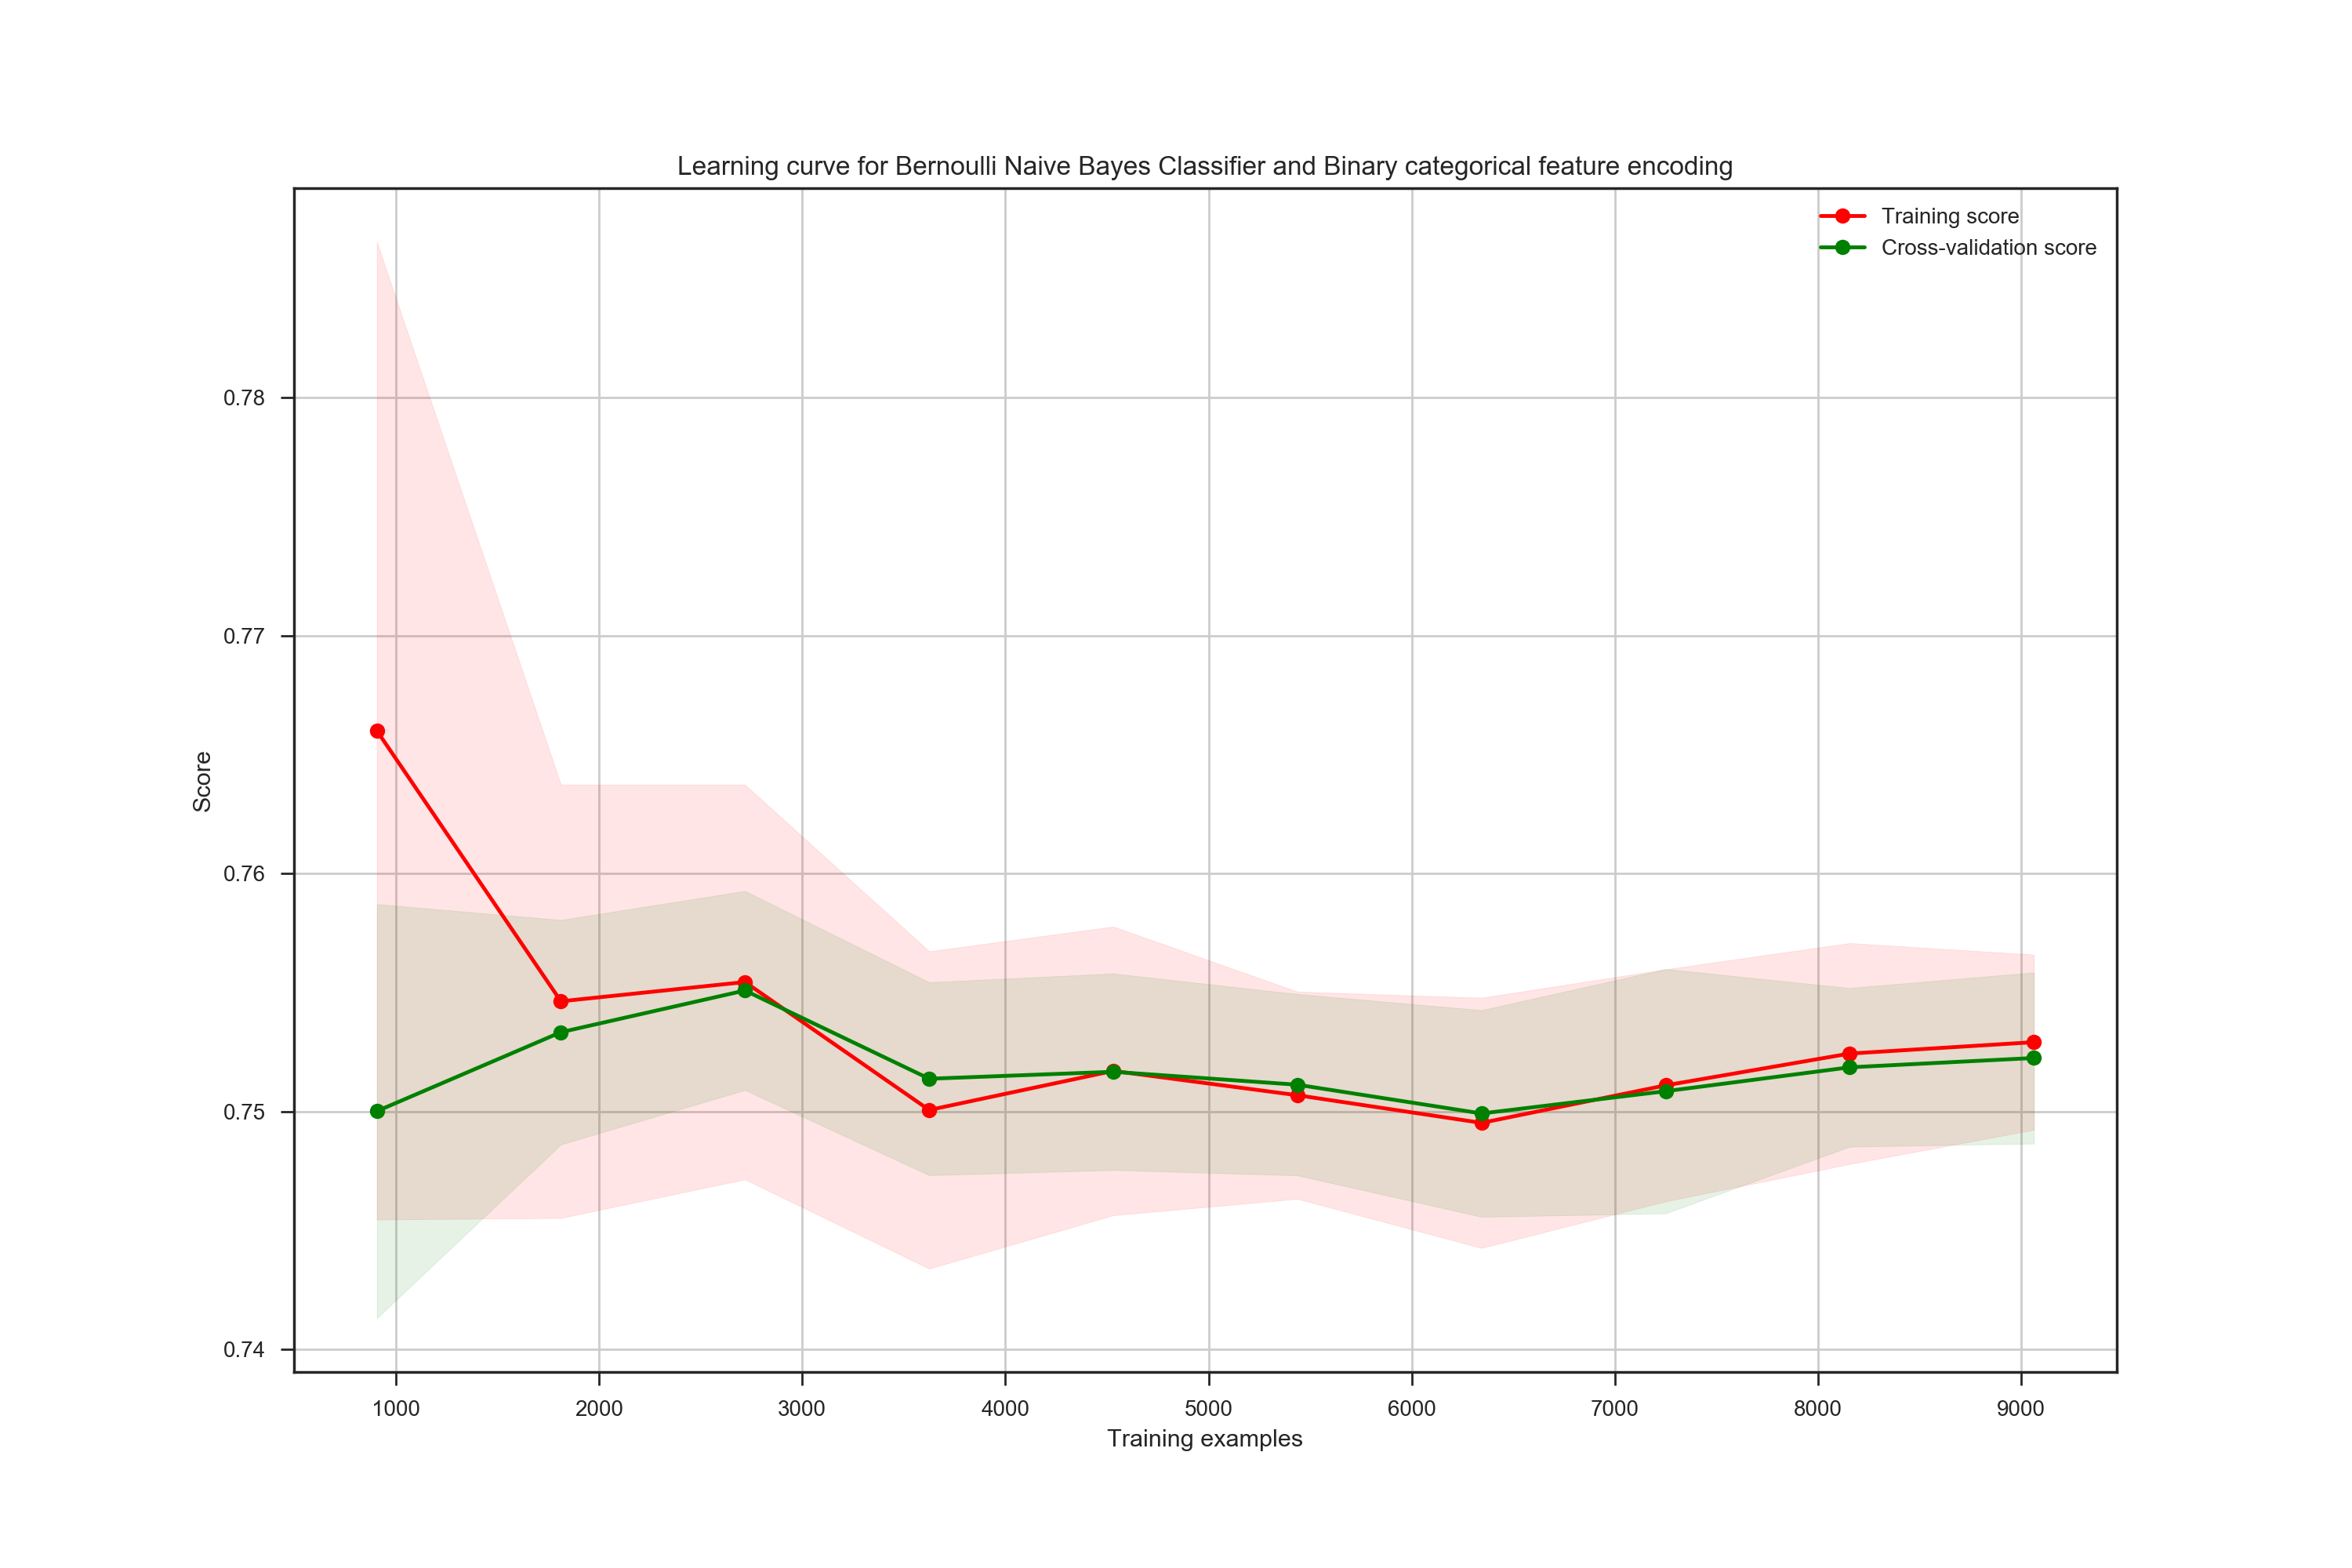 Learning curve for Bernoulli Naive Bayes Classifier and Binary categorical feature encoding
Training score
Cross-validation score
0.78
0.77
0.76
0.75
0.74
Score
1000 2000 3000 4000 5000 6000 7000 8000 9000
Training examples